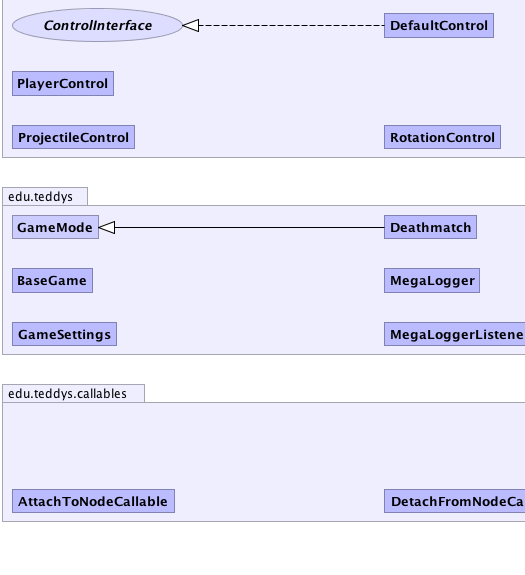 ControlInterface DefaultControl
PlayerControl
ProjectileControl RotationControl
edu.teddys
GameMode Deathmatch
BaseGame MegaLogger
GameSettings MegaLoggerListene
edu.teddys.callables
AttachToNodeCallable DetachFromNodeCa